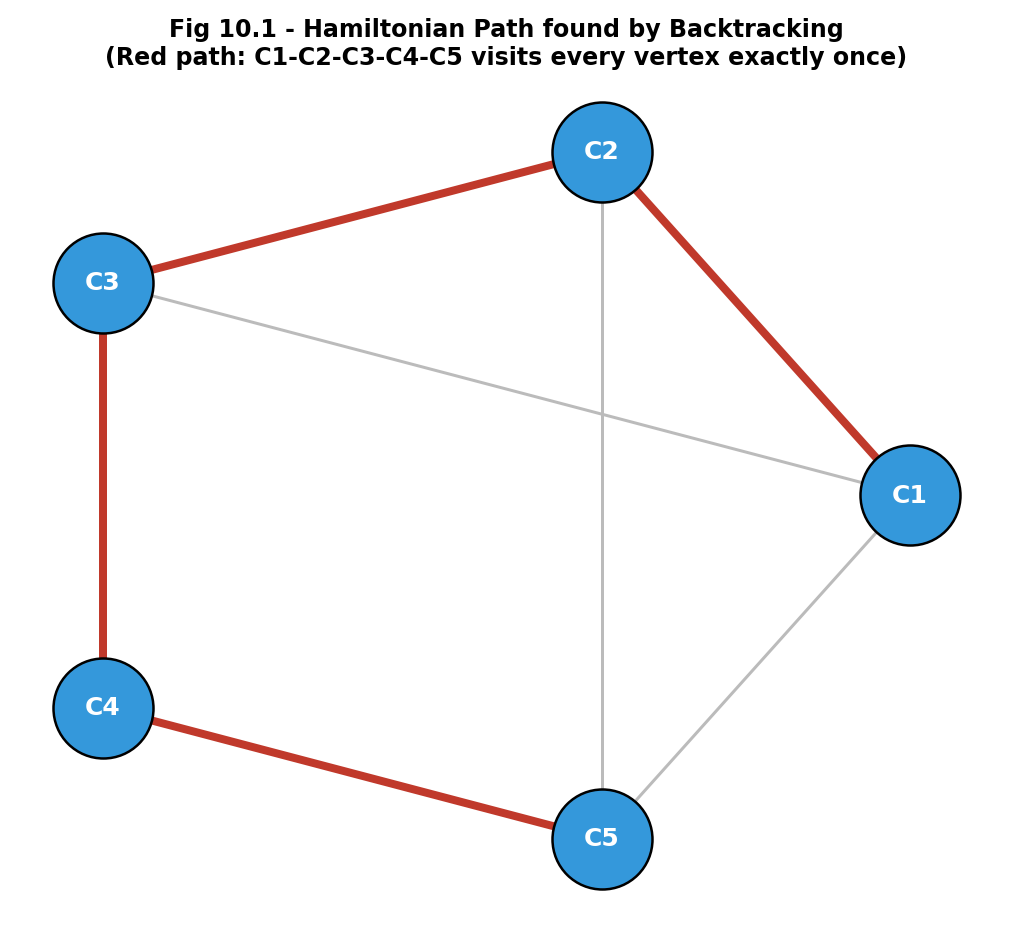 Fig 10.1 - Hamiltonian Path found by Backtracking
(Red path: C1-C2-C3-C4-C5 visits every vertex exactly once)
C2
C3
C1
C4
C5